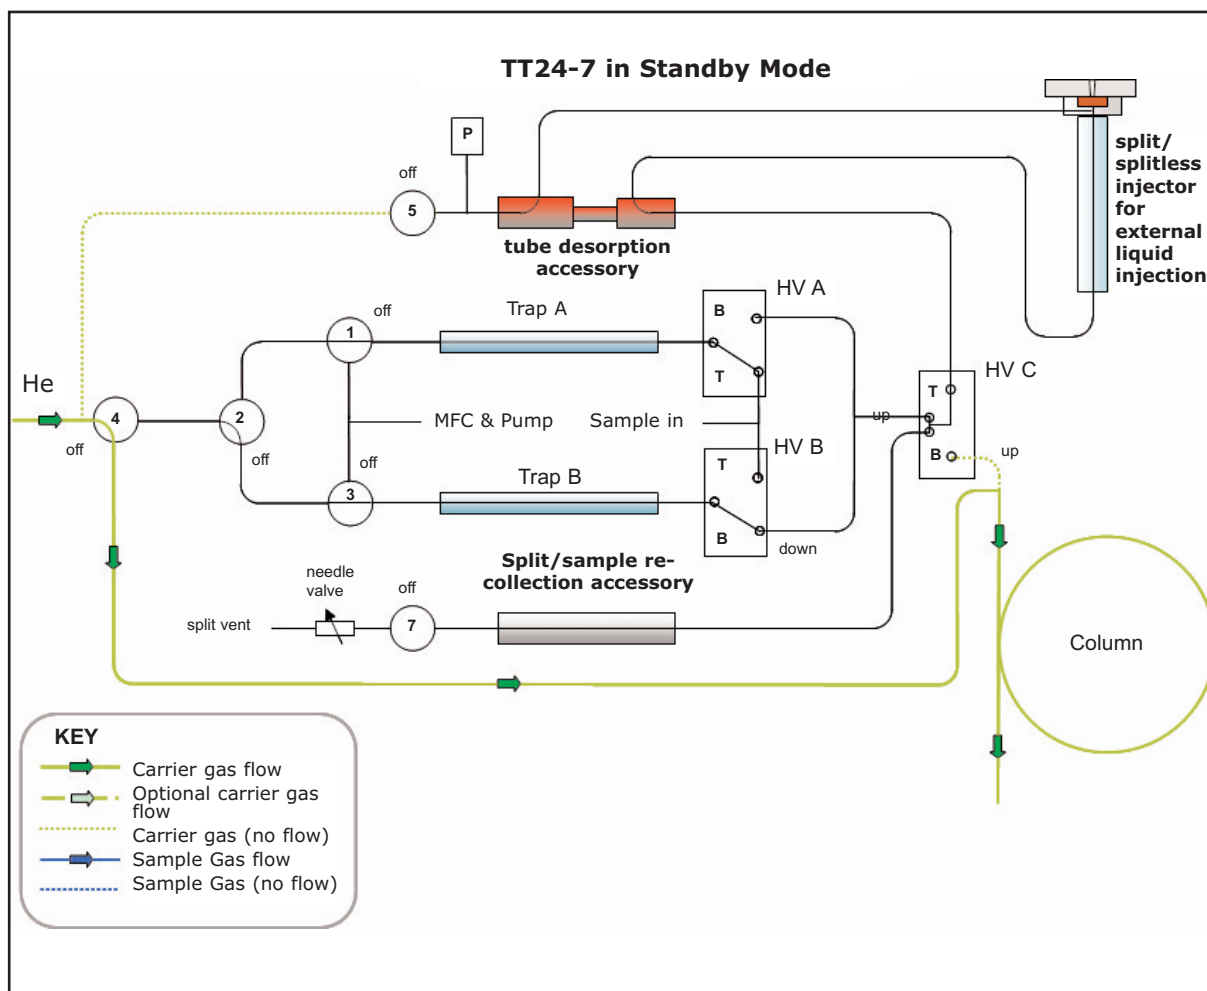 TT24-7 in Standby Mode
P
split/
splitless
injector
for
external
liquid
injection
off
5
tube desorption
accessory
HV A
off
Trap A
B
1
T
HV C
He
T
4
2
MFC & Pump
Sample in
up
off
off
off
HV B
B
up
T
Trap B
3
B
down
Split/sample re-
collection accessory
needle
valve
off
split vent
7
Column
KEY
Carrier gas flow
Optional carrier gas
flow
Carrier gas (no flow)
Sample Gas flow
Sample Gas (no flow)